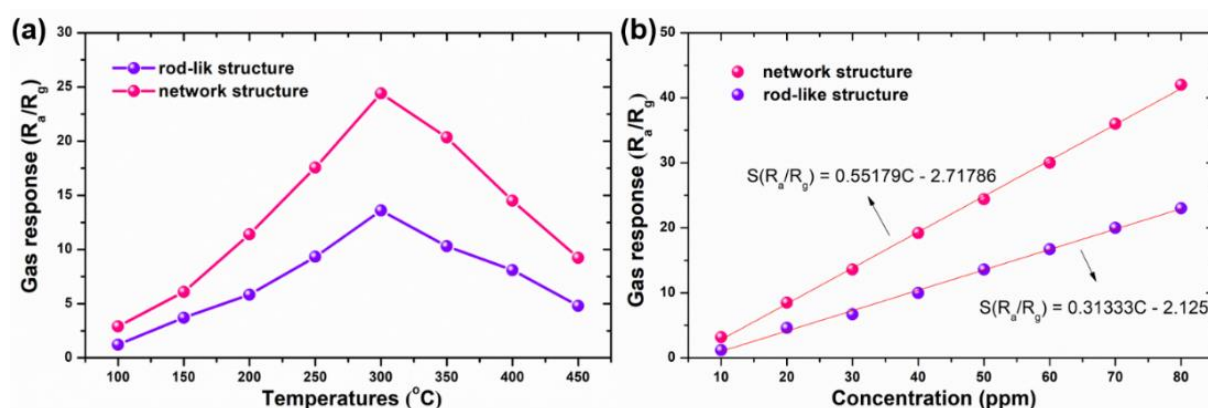 (a)
30
25
20
15
10
5
0
Gas response (Ra/Rg)
rod-lik structure
network structure
100 150 200 250 300 350 400 450
Temperatures (°C)
(b)
50
40
30
20
10
0
Gas response (Ra/Rg)
network structure
rod-like structure
S(Ra/Rg) = 0.55179C - 2.71786
S(Ra/Rg) = 0.31333C - 2.125
10 20 30 40 50 60 70 80
Concentration (ppm)